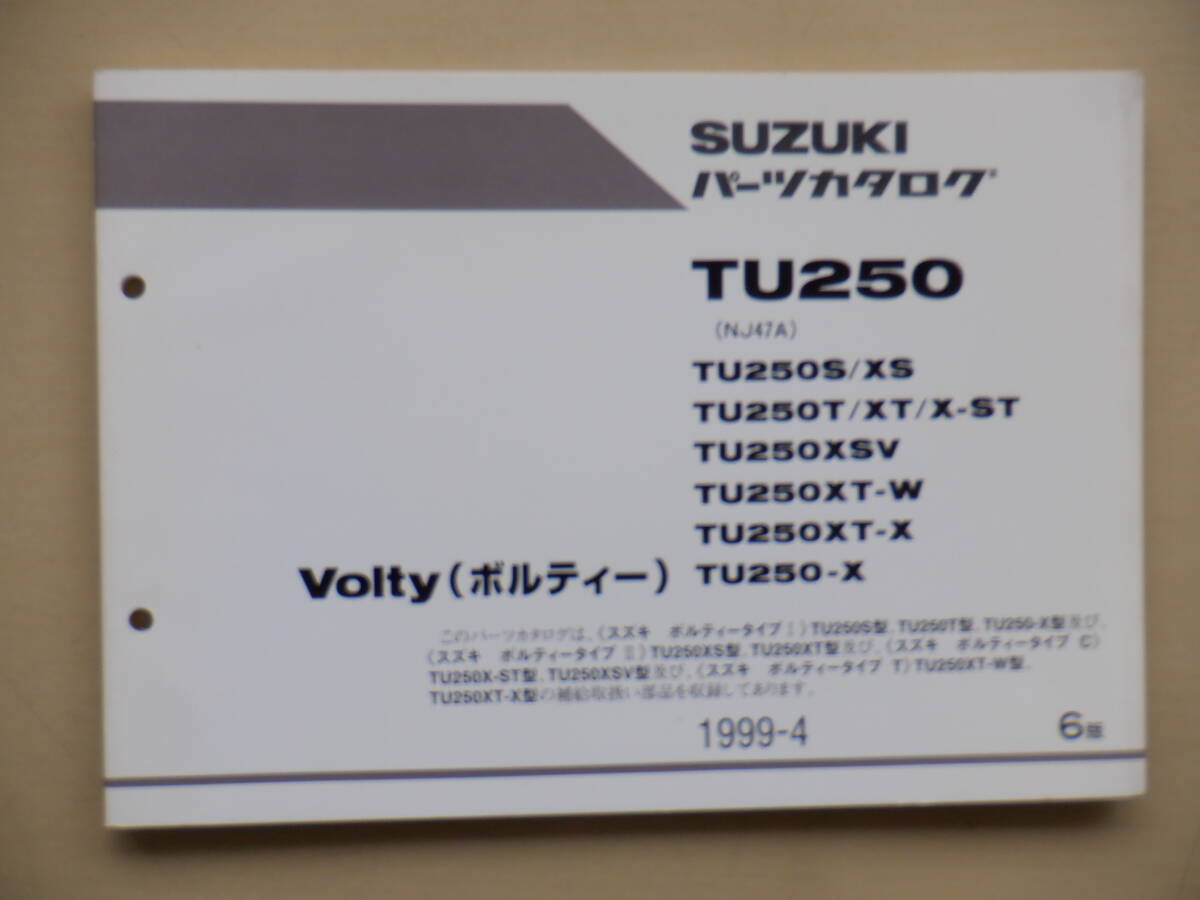 SUZUKI
パーツカタログ
TU250
(NJ47A)
TU250S/XS
TU250T/XT/X-ST
TU250XSV
TU250XT-W
TU250XT-X
Volty(ボルティー) TU250-X
このパーツカタログは、〈スズキ ボルティータイプⅠ〉TU250S型、TU250T型、TU250-X型及び、
〈スズキ ボルティータイプⅡ〉TU250XS型、TU250XT型及び、〈スズキ ボルティータイプ C〉
TU250X-ST型、TU250XSV型及び、〈スズキ ボルティータイプ T〉TU250XT-W型、
TU250XT-X型の補給取扱い部品を収録してあります。
1999-4
6版